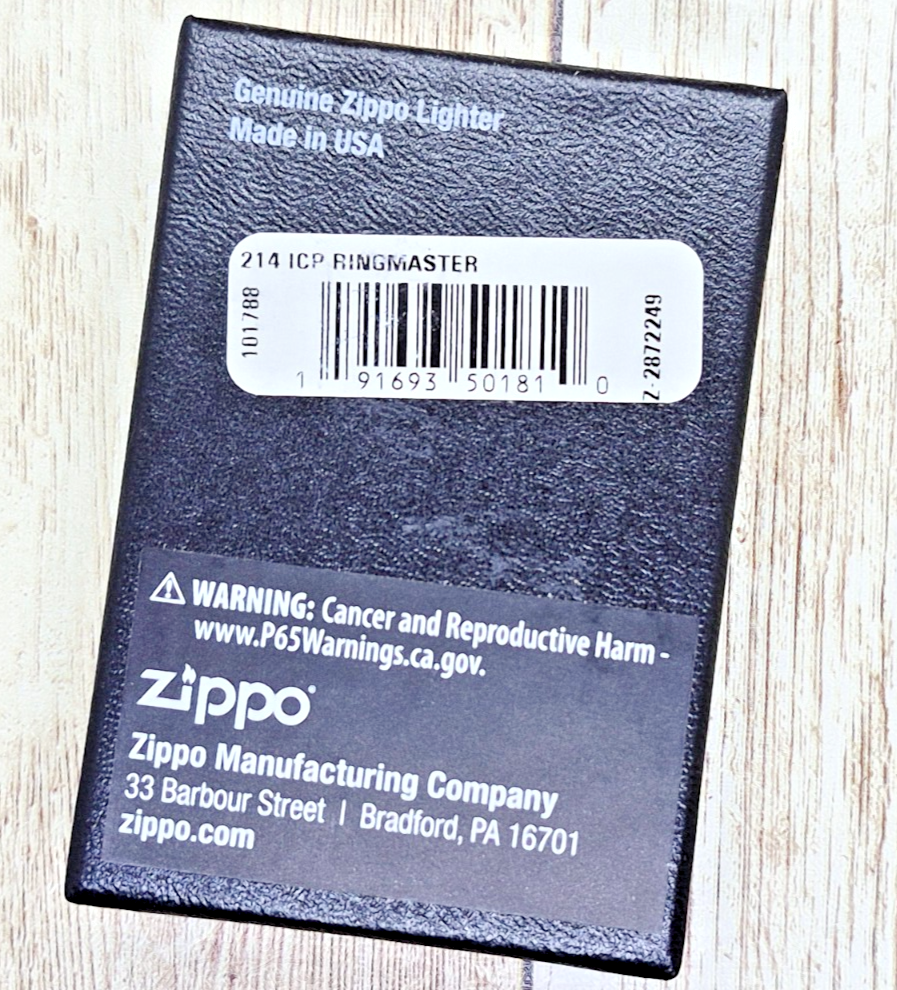 Genuine Zippo Lighter
Made in USA
214 ICP RINGMASTER
101788
1 91693 50181 0
Z-2872249
WARNING: Cancer and Reproductive Harm -
www.P65Warnings.ca.gov.
zippo
Zippo Manufacturing Company
33 Barbour Street | Bradford, PA 16701
zippo.com